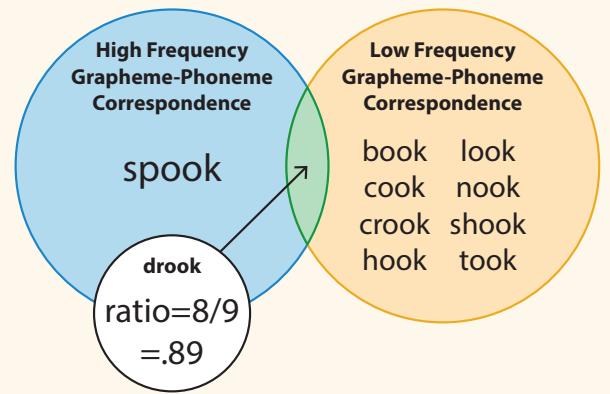 High Frequency
Grapheme-Phoneme
Correspondence
spook
Low Frequency
Grapheme-Phoneme
Correspondence
book look
cook nook
crook shook
hook took
drook
ratio=8/9
=.89